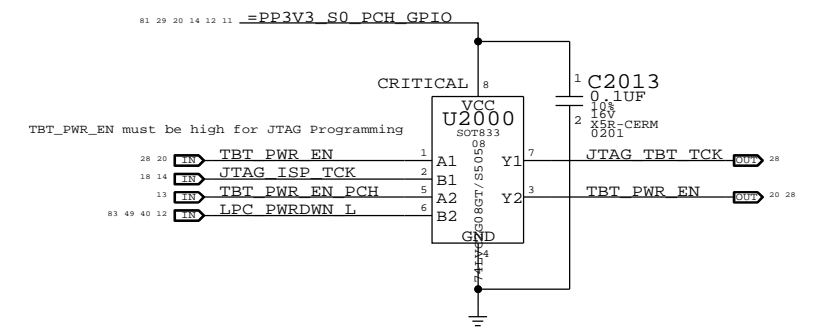 81 29 20 14 12 11 =PP3V3_S0_PCH_GPIO
CRITICAL 8
1 C2013
0.1UF
10%
16V
2 X5R-CERM
0201
VCC
U2000
SOT833
08
TBT_PWR_EN must be high for JTAG Programming
28 20 IN TBT_PWR_EN 1 A1 Y1 7 JTAG_TBT_TCK OUT 28
18 14 IN JTAG_ISP_TCK 2 B1
13 IN TBT_PWR_EN_PCH 5 A2 Y2 3 TBT_PWR_EN OUT 20 28
83 49 40 12 IN LPC_PWRDWN_L 6 B2
GND
4